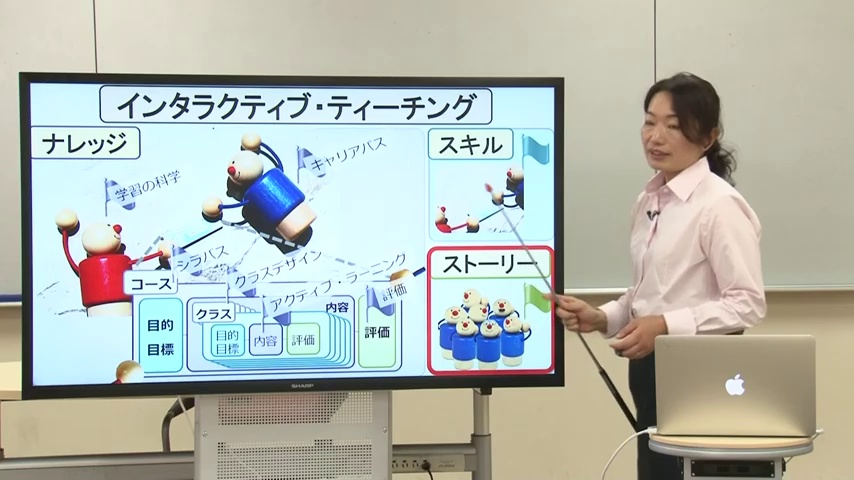 インタラクティブ・ティーチング
ナレッジ
スキル
キャリアパス
学習の科学
シラバス
クラスデザイン
アクティブ・ラーニング
評価
ストーリー
コース
目的
目標
クラス
内容
目的
目標
内容
評価
評価
SHARP